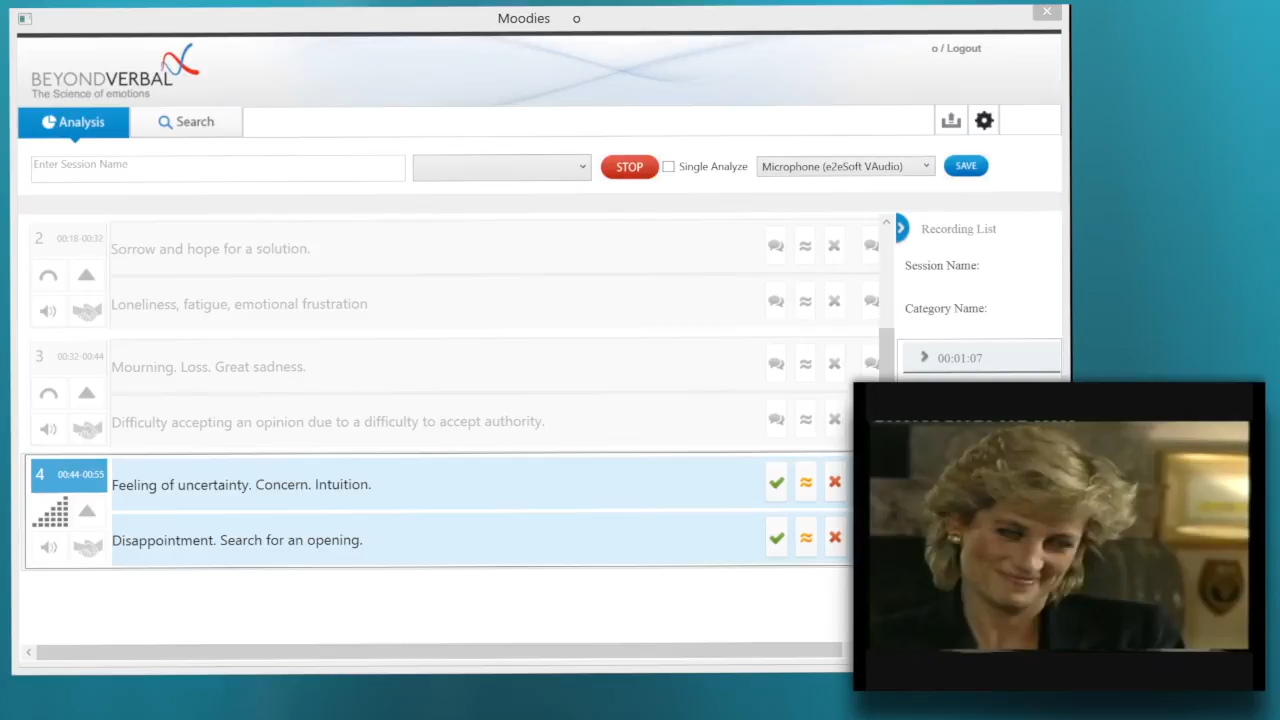 Moodies
o
o / Logout
BEYONDVERBAL
The Science of emotions
Analysis
Search
Enter Session Name
STOP
Single Analyze
Microphone (e2eSoft VAudio)
SAVE
2 00:18-00:32
Sorrow and hope for a solution.
Loneliness, fatigue, emotional frustration
3 00:32-00:44
Mourning. Loss. Great sadness.
Difficulty accepting an opinion due to a difficulty to accept authority.
4 00:44-00:55
Feeling of uncertainty. Concern. Intuition.
Disappointment. Search for an opening.
Recording List
Session Name:
Category Name:
00:01:07